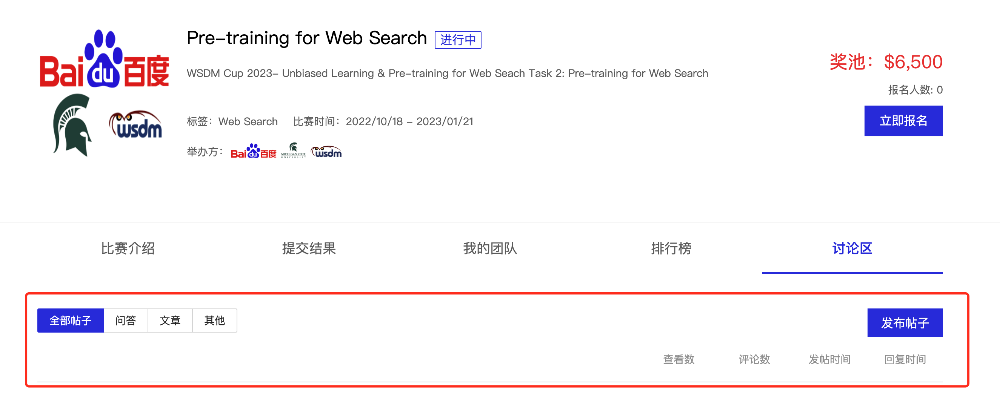 Pre-training for Web Search 进行中
Bai du 百度
WSDM Cup 2023- Unbiased Learning & Pre-training for Web Seach Task 2: Pre-training for Web Search
奖池：$6,500
报名人数: 0
立即报名
wsdm
标签：Web Search 比赛时间：2022/10/18 - 2023/01/21
举办方： Bai du 百度 MICHIGAN STATE UNIVERSITY wsdm
比赛介绍 提交结果 我的团队 排行榜 讨论区
全部帖子 问答 文章 其他 发布帖子
查看数 评论数 发帖时间 回复时间